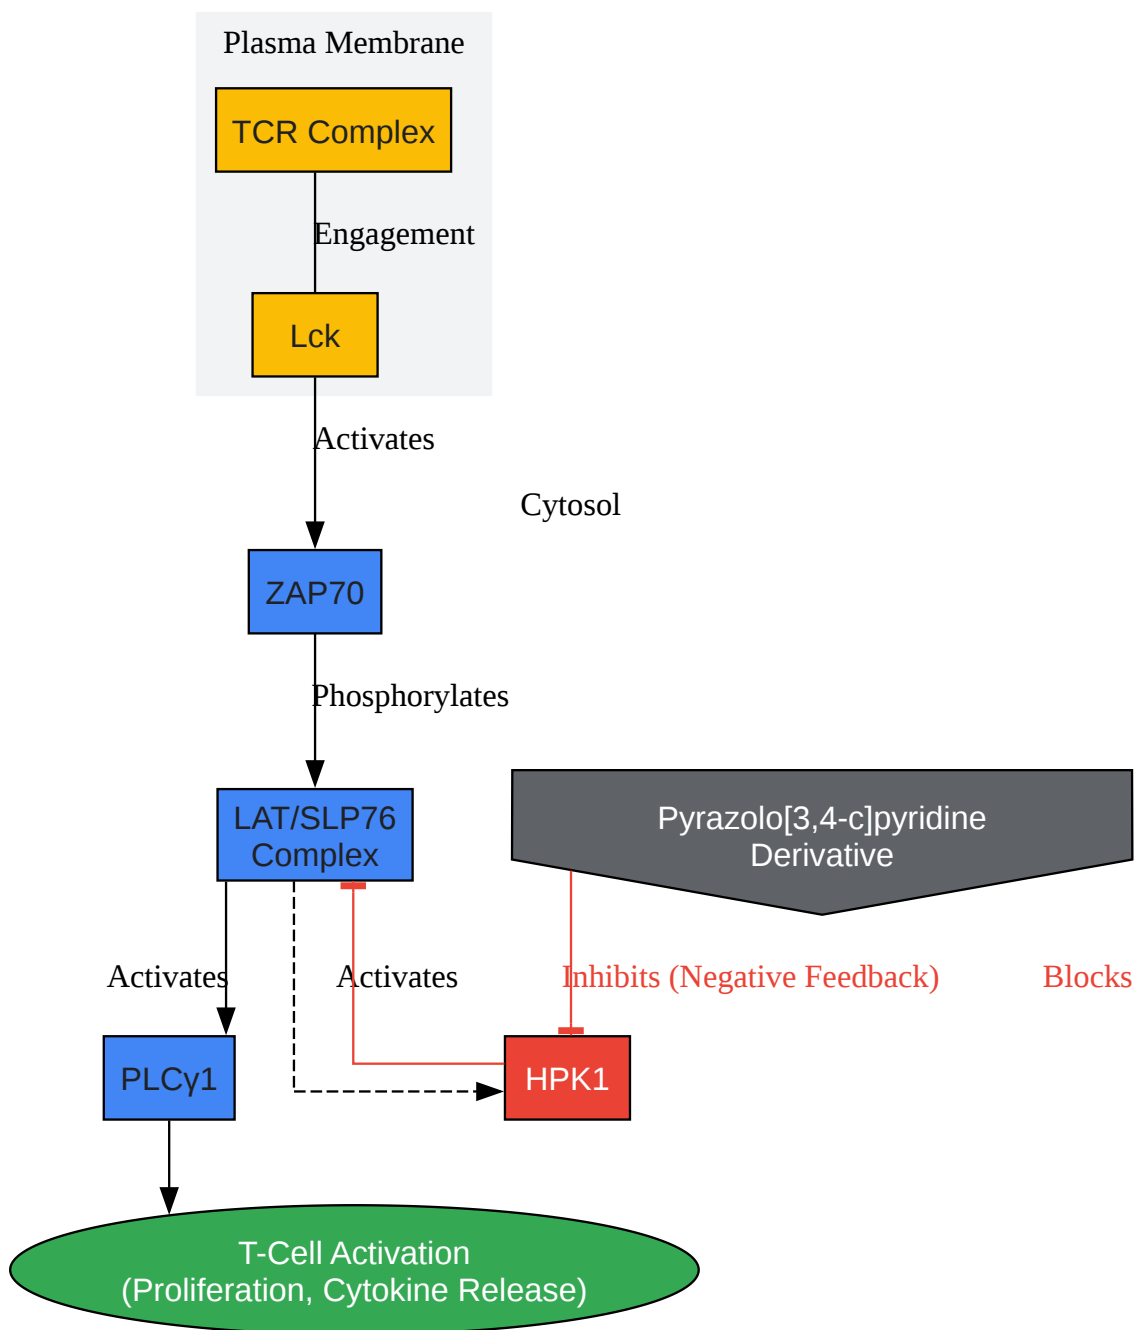 Plasma Membrane
TCR Complex
Engagement
Lck
Activates
Cytosol
ZAP70
Phosphorylates
LAT/SLP76
Complex
Pyrazolo[3,4-c]pyridine
Derivative
Activates
Activates
Inhibits (Negative Feedback)
Blocks
PLCγ1
HPK1
T-Cell Activation
(Proliferation, Cytokine Release)